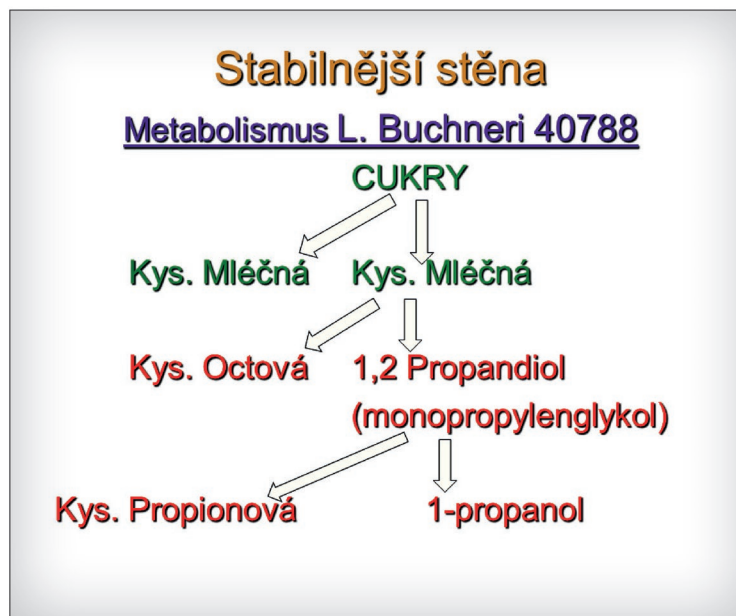 Stabilnější stěna
Metabolismus L. Buchneri 40788
CUKRY
Kys. Mléčná Kys. Mléčná
Kys. Octová 1,2 Propandiol
(monopropylenglykol)
Kys. Propionová 1-propanol